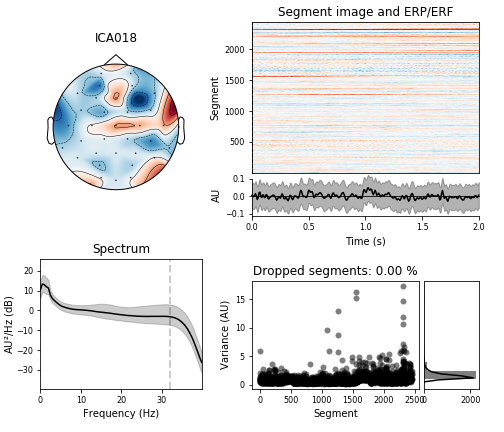 ICA018
Segment image and ERP/ERF
Segment
2000
1500
1000
500
AU
0.1
0.0
−0.1
0.0 0.5 1.0 1.5 2.0
Time (s)
Spectrum
AU²/Hz (dB)
20
10
0
−10
−20
−30
0 10 20 30
Frequency (Hz)
Dropped segments: 0.00 %
Variance (AU)
15
10
5
0
0 500 1000 1500 2000 2500
Segment
0 2000